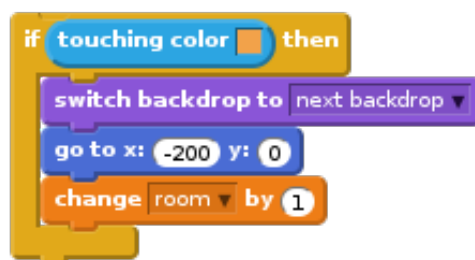 if touching color then
switch backdrop to next backdrop
go to x: -200 y: 0
change room by 1